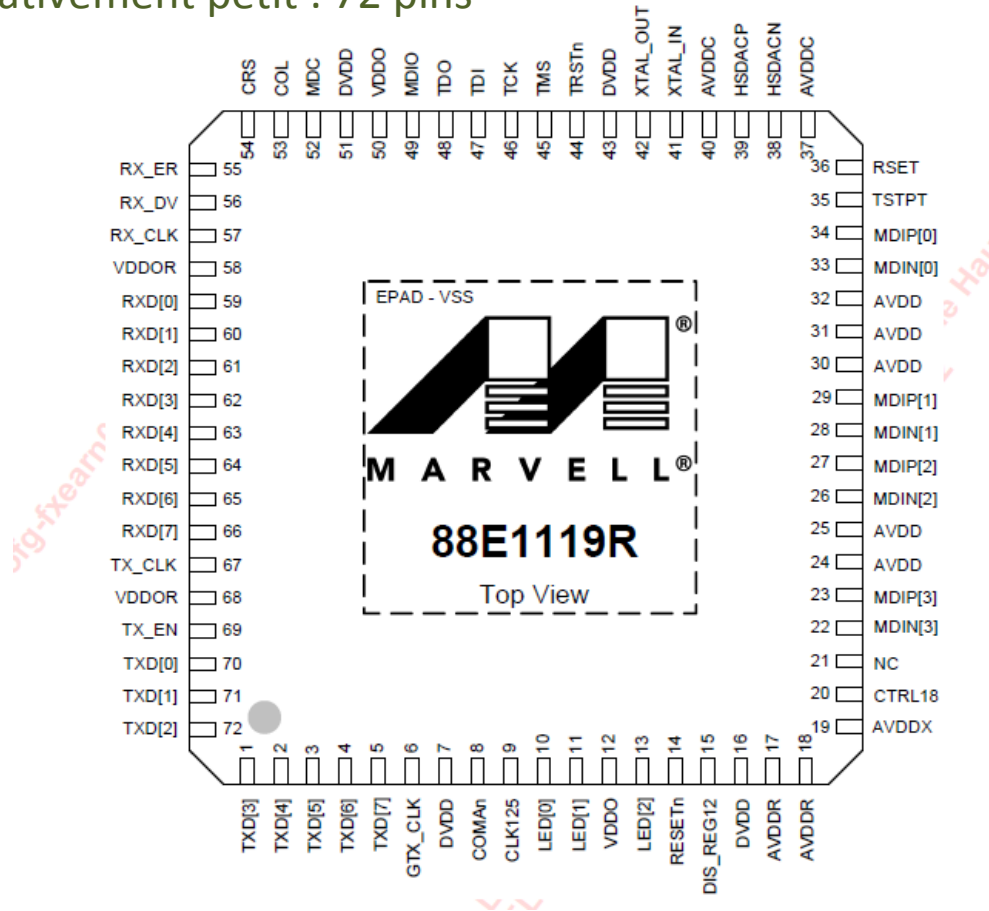 : 72 pins
CRS COL MDC DVDD VDDO MDIO TDO TDI TCK TMS TRSTn DVDD XTAL_OUT XTAL_IN AVDDC HSDACP HSDACN AVDDC
54 53 52 51 50 49 48 47 46 45 44 43 42 41 40 39 38 37
RX_ER 55
RX_DV 56
RX_CLK 57
VDDOR 58
RXD[0] 59
RXD[1] 60
RXD[2] 61
RXD[3] 62
RXD[4] 63
RXD[5] 64
RXD[6] 65
RXD[7] 66
TX_CLK 67
VDDOR 68
TX_EN 69
TXD[0] 70
TXD[1] 71
TXD[2] 72
EPAD - VSS
®
MARVELL®
88E1119R
Top View
36 RSET
35 TSTPT
34 MDIP[0]
33 MDIN[0]
32 AVDD
31 AVDD
30 AVDD
29 MDIP[1]
28 MDIN[1]
27 MDIP[2]
26 MDIN[2]
25 AVDD
24 AVDD
23 MDIP[3]
22 MDIN[3]
21 NC
20 CTRL18
19 AVDDX
1 2 3 4 5 6 7 8 9 10 11 12 13 14 15 16 17 18
TXD[3] TXD[4] TXD[5] TXD[6] TXD[7] GTX_CLK DVDD COMAn CLK125 LED[0] LED[1] VDDO LED[2] RESETn DIS_REG12 DVDD AVDDR AVDDR